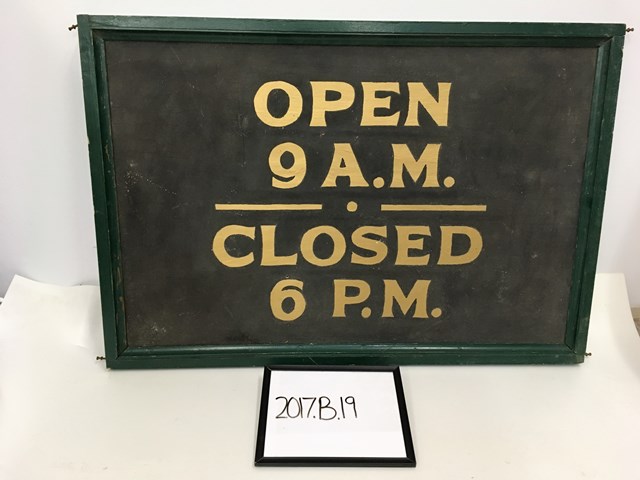 OPEN
9 A.M.
CLOSED
6 P.M.
2017.B.19